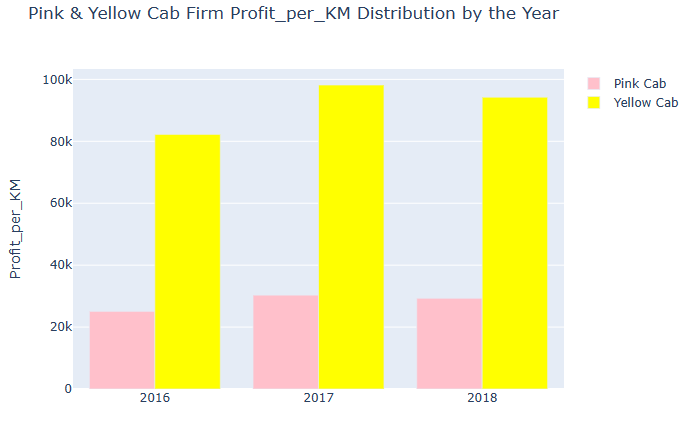 Pink & Yellow Cab Firm Profit_per_KM Distribution by the Year
Pink Cab
Yellow Cab
Profit_per_KM
100k
80k
60k
40k
20k
0
2016 2017 2018